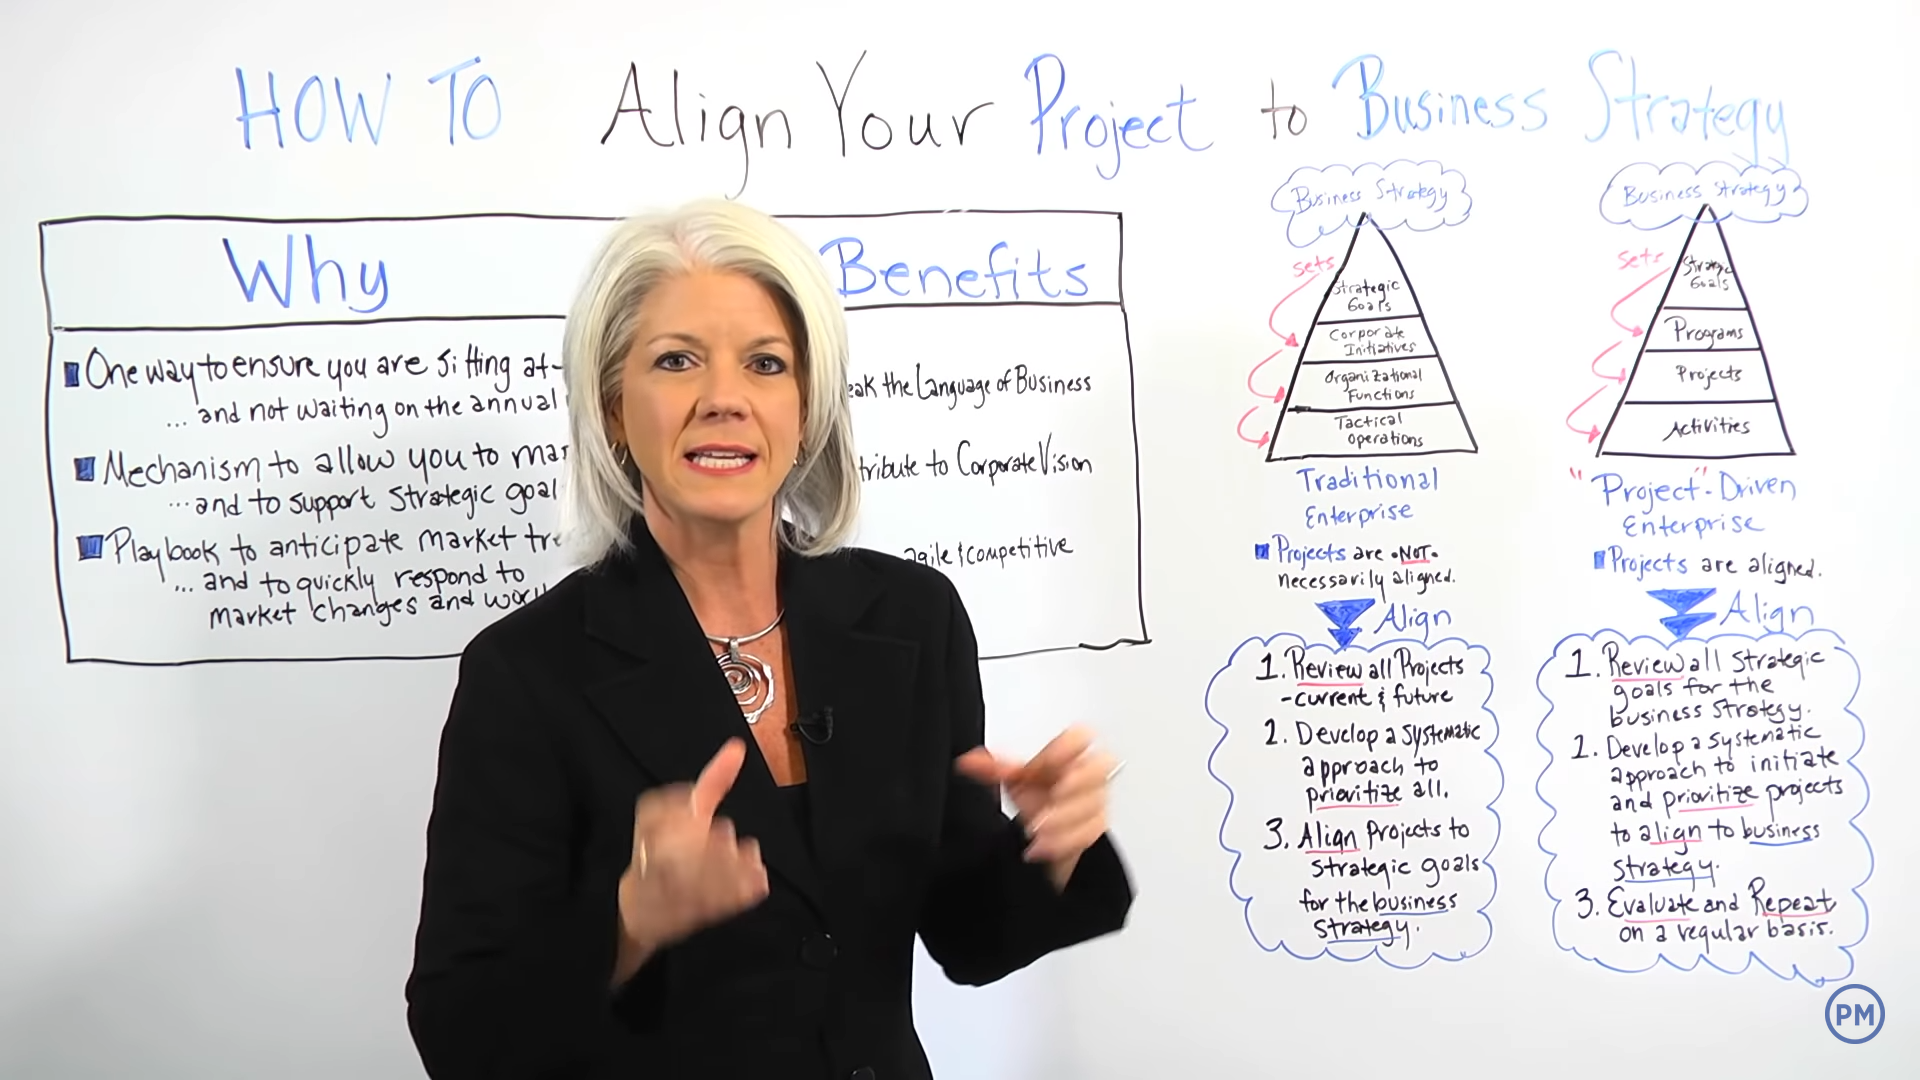 HOW TO Align Your Project to Business Strategy
Why
One way to ensure you are sitting at
... and not waiting on the annual
Mechanism to allow you to
... and to support strategic
Playbook to anticipate market
... and to quickly respond to
market changes and
Benefits
the Language of Business
to Corporate Vision
agile & competitive
Business Strategy
sets
Strategic
Goals
Corporate
Initiatives
Organizational
Functions
Tactical
Operations
Traditional
Enterprise
Projects are •NOT•
necessarily aligned.
Align
1. Review all Projects
- current & future
2. Develop a systematic
approach to
prioritize all.
3. Align Projects to
strategic goals
for the business
strategy.
Business Strategy
sets
Strategic
Goals
Programs
Projects
Activities
"Project"-Driven
Enterprise
Projects are aligned.
Align
1. Review all strategic
goals for the
business strategy.
2. Develop a systematic
approach to initiate
and prioritize projects
to align to business
strategy.
3. Evaluate and Repeat
on a regular basis.
PM